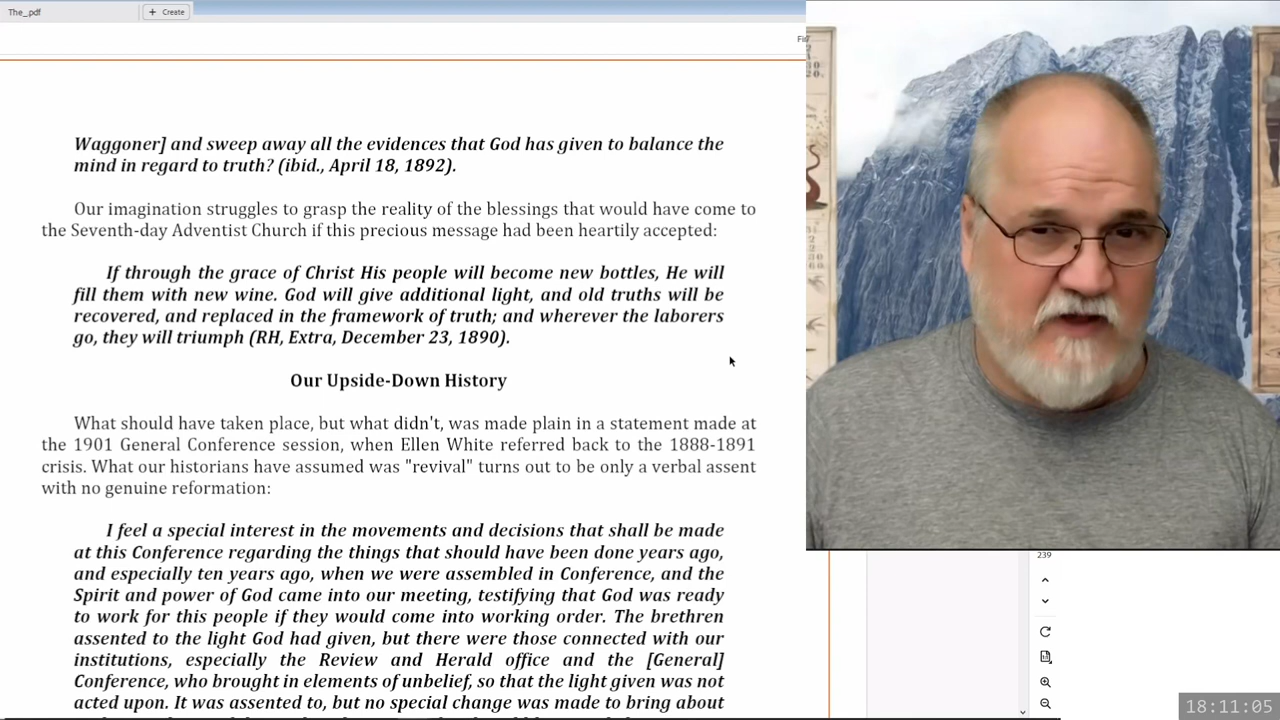 The_pdf
+ Create
Waggoner] and sweep away all the evidences that God has given to balance the
mind in regard to truth? (ibid., April 18, 1892).
Our imagination struggles to grasp the reality of the blessings that would have come to
the Seventh-day Adventist Church if this precious message had been heartily accepted:
If through the grace of Christ His people will become new bottles, He will
fill them with new wine. God will give additional light, and old truths will be
recovered, and replaced in the framework of truth; and wherever the laborers
go, they will triumph (RH, Extra, December 23, 1890).
Our Upside-Down History
What should have taken place, but what didn't, was made plain in a statement made at
the 1901 General Conference session, when Ellen White referred back to the 1888-1891
crisis. What our historians have assumed was "revival" turns out to be only a verbal assent
with no genuine reformation:
I feel a special interest in the movements and decisions that shall be made
at this Conference regarding the things that should have been done years ago,
and especially ten years ago, when we were assembled in Conference, and the
Spirit and power of God came into our meeting, testifying that God was ready
to work for this people if they would come into working order. The brethren
assented to the light God had given, but there were those connected with our
institutions, especially the Review and Herald office and the [General]
Conference, who brought in elements of unbelief, so that the light given was not
acted upon. It was assented to, but no special change was made to bring about
239
18:11:05